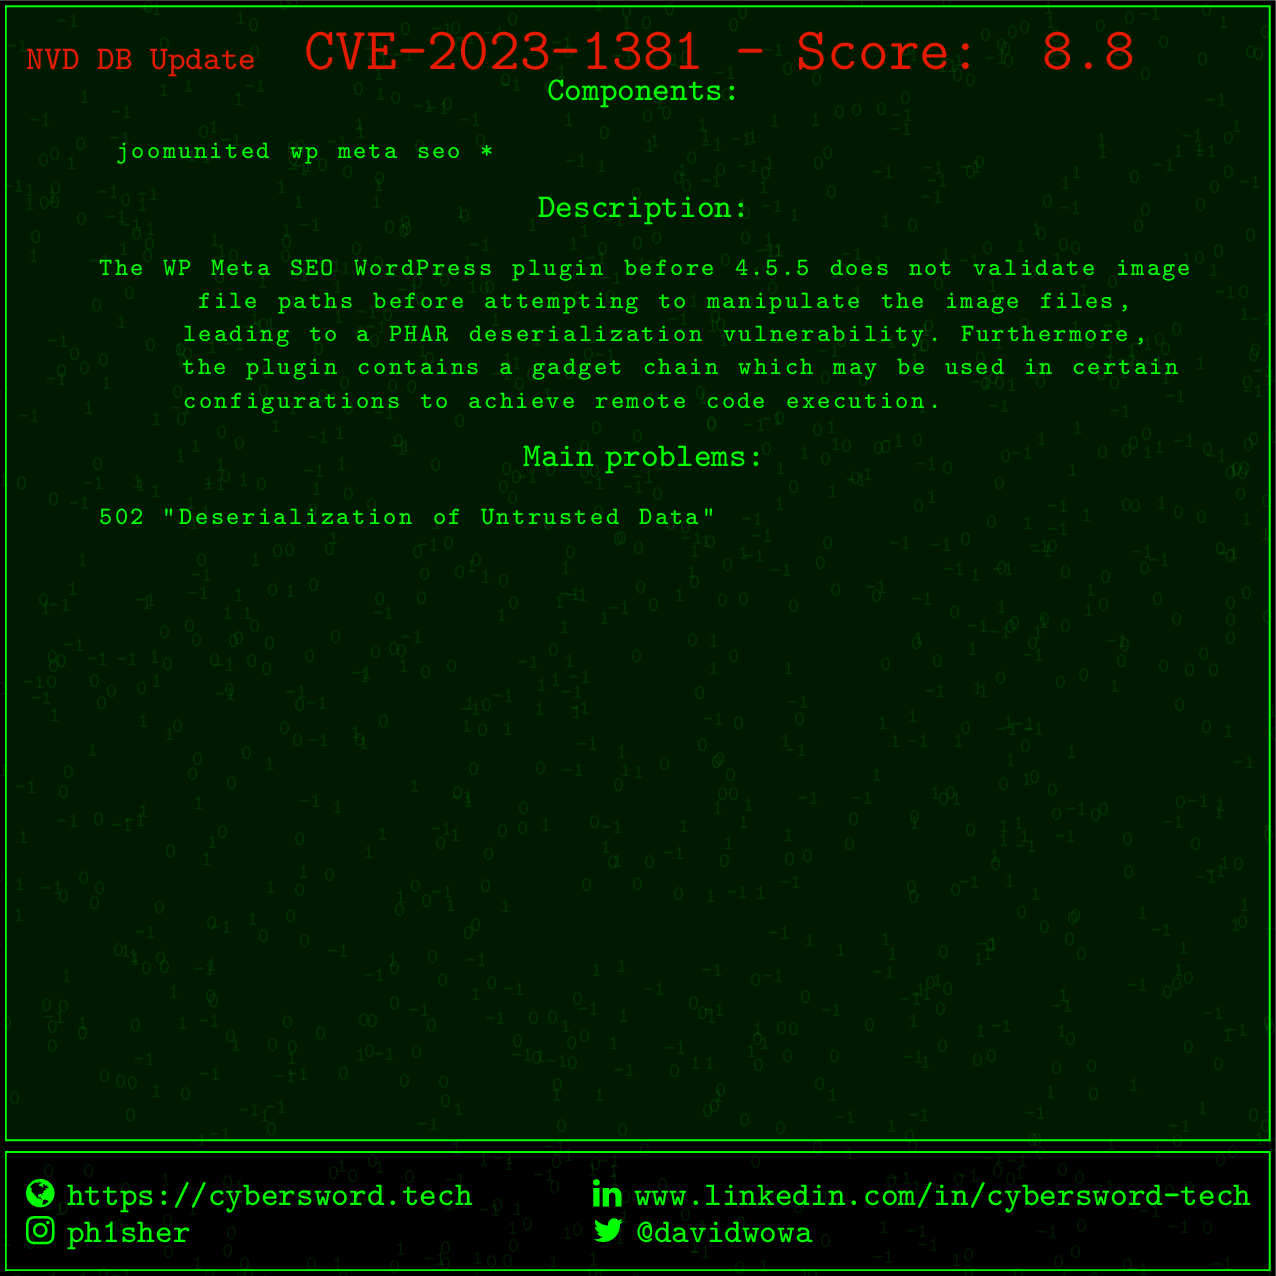 NVD DB Update CVE-2023-1381 - Score: 8.8
Components:
joomunited wp meta seo *
Description:
The WP Meta SEO WordPress plugin before 4.5.5 does not validate image
file paths before attempting to manipulate the image files,
leading to a PHAR deserialization vulnerability. Furthermore,
the plugin contains a gadget chain which may be used in certain
configurations to achieve remote code execution.
Main problems:
502 "Deserialization of Untrusted Data"
https://cybersword.tech www.linkedin.com/in/cybersword-tech
ph1sher @davidwowa